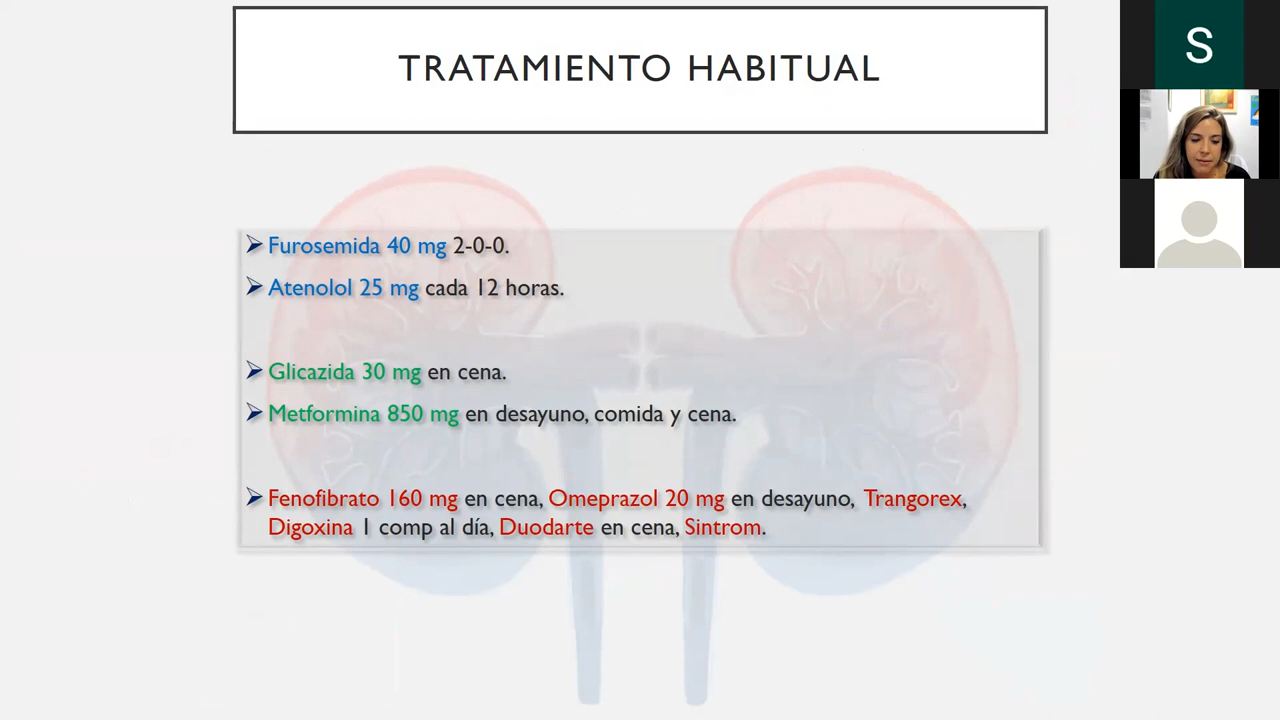 TRATAMIENTO HABITUAL
S
Furosemida 40 mg 2-0-0.
Atenolol 25 mg cada 12 horas.
Glicazida 30 mg en cena.
Metformina 850 mg en desayuno, comida y cena.
Fenofibrato 160 mg en cena, Omeprazol 20 mg en desayuno, Trangorex,
Digoxina 1 comp al día, Duodarte en cena, Sintrom.